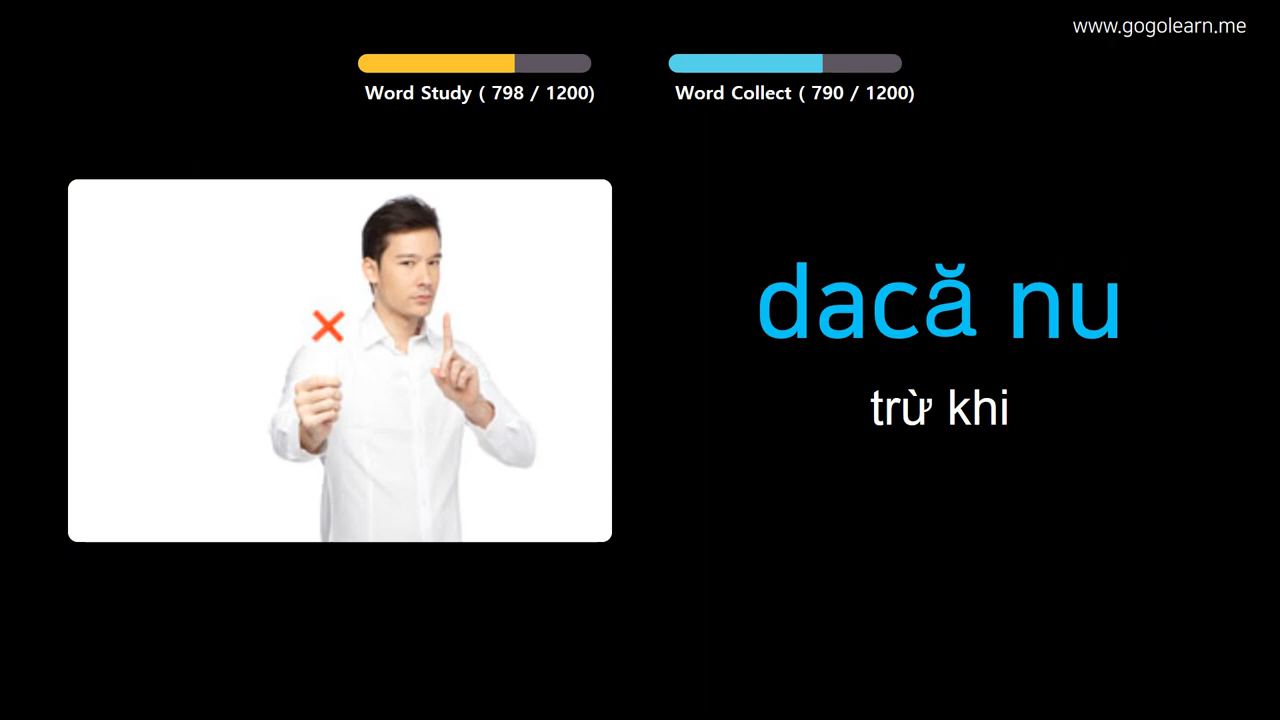 www.gogolearn.me
Word Study ( 798 / 1200)
Word Collect ( 790 / 1200)
dacă nu
trừ khi